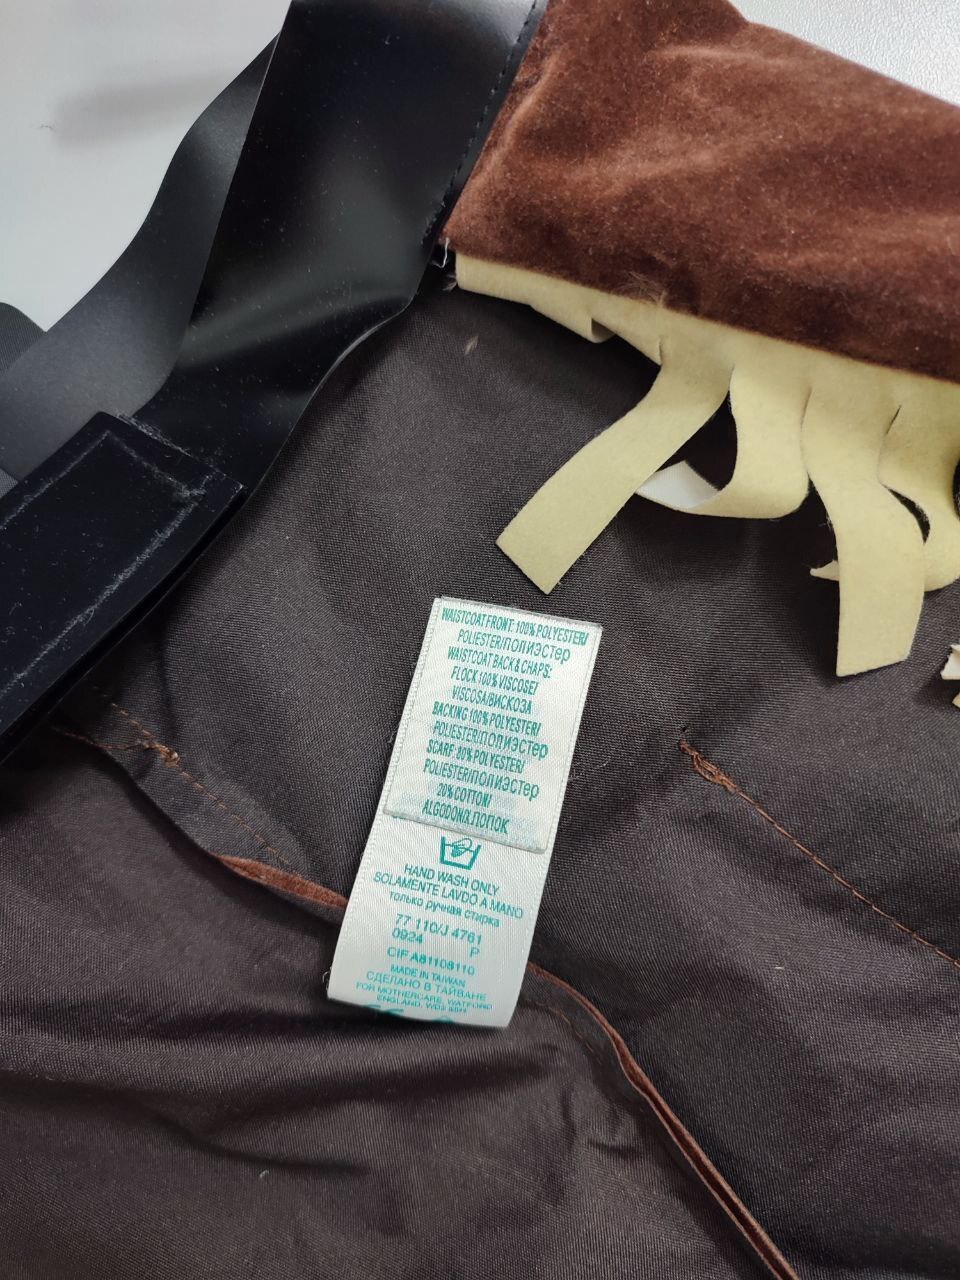 WAISTCOAT FRONT: 100% POLYESTER/
POLIESTER/ПОЛИЭСТЕР
WAISTCOAT BACK & CHAPS:
FLOCK 100% VISCOSE/
VISCOSA/ВИСКОЗА
BACKING 100% POLYESTER/
POLIESTER/ПОЛИЭСТЕР
SCARF: 80% POLYESTER/
POLIESTER/ПОЛИЭСТЕР
20% COTTON/
ALGODON/ХЛОПОК
HAND WASH ONLY
SOLAMENTE LAVDO A MANO
только ручная стирка
77 110/J 4761
0924 P
CIF A81108110
MADE IN TAIWAN
СДЕЛАНО В ТАЙВАНЕ
FOR MOTHERCARE, WATFORD
ENGLAND,